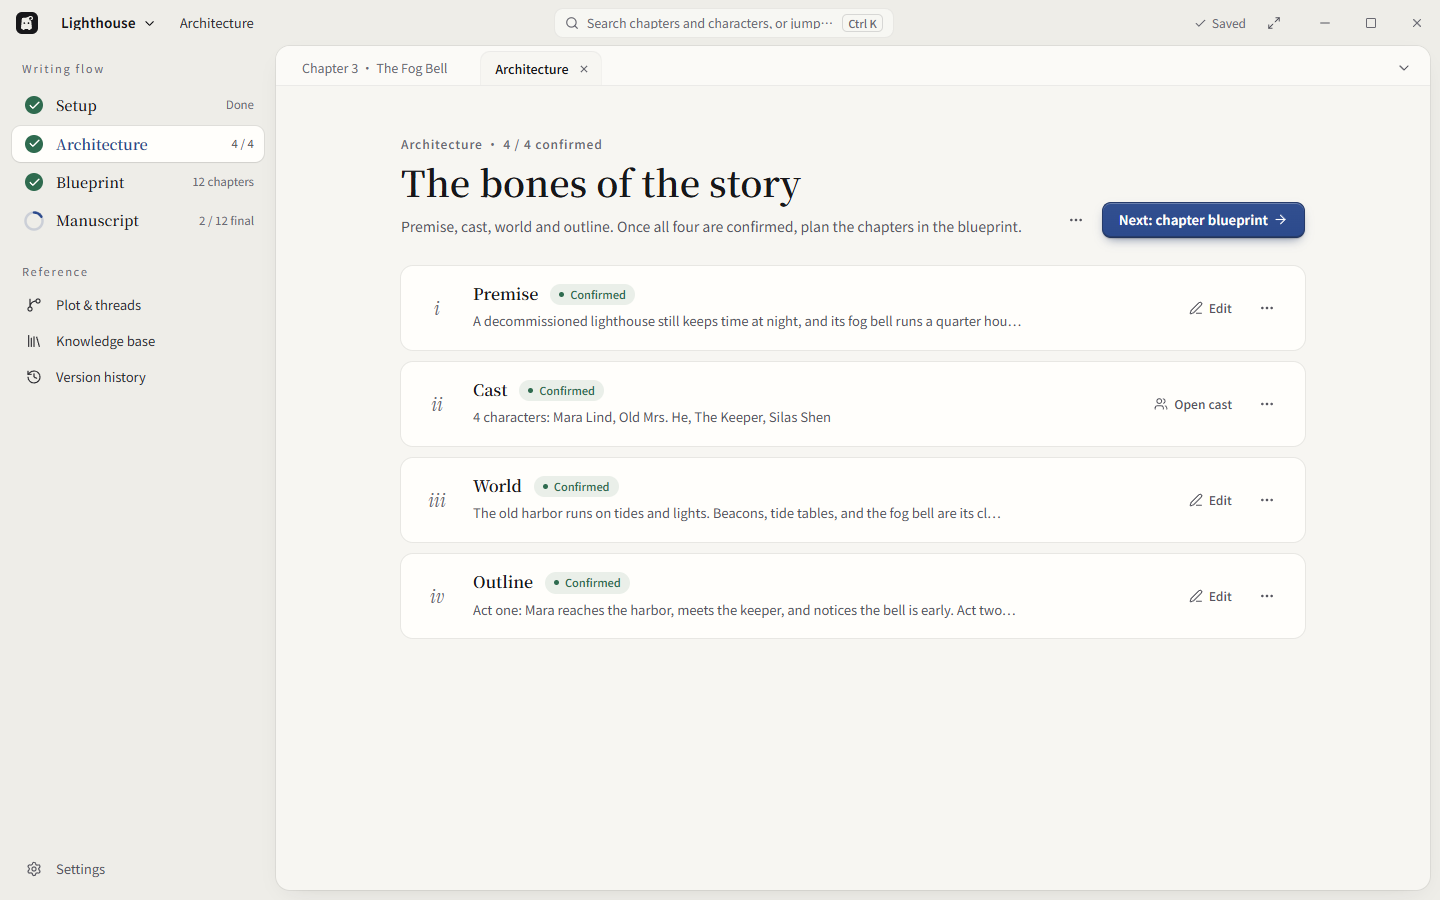 Lighthouse
Architecture
Search chapters and characters, or jump…
Ctrl K
Saved
Writing flow
Setup
Done
Architecture
4 / 4
Blueprint
12 chapters
Manuscript
2 / 12 final
Reference
Plot & threads
Knowledge base
Version history
Settings
Chapter 3 • The Fog Bell
Architecture
Architecture • 4 / 4 confirmed
The bones of the story
Premise, cast, world and outline. Once all four are confirmed, plan the chapters in the blueprint.
Next: chapter blueprint
i
Premise
Confirmed
A decommissioned lighthouse still keeps time at night, and its fog bell runs a quarter hou…
Edit
ii
Cast
Confirmed
4 characters: Mara Lind, Old Mrs. He, The Keeper, Silas Shen
Open cast
iii
World
Confirmed
The old harbor runs on tides and lights. Beacons, tide tables, and the fog bell are its cl…
Edit
iv
Outline
Confirmed
Act one: Mara reaches the harbor, meets the keeper, and notices the bell is early. Act two…
Edit